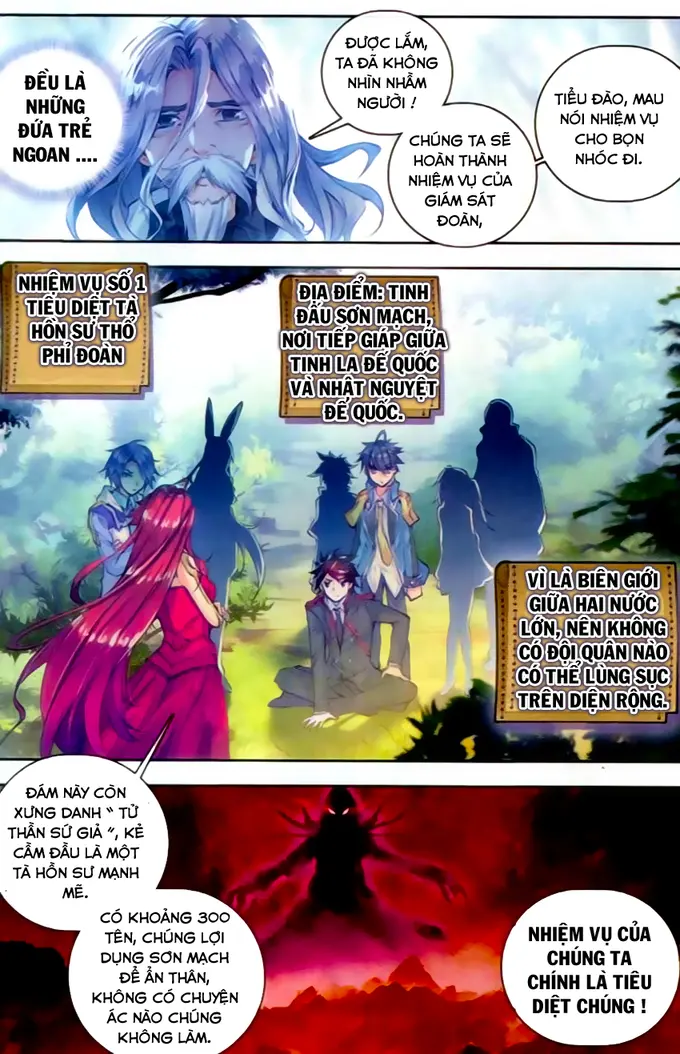 ĐỀU LÀ
NHỮNG
ĐỨA TRẺ
NGOAN ....
ĐƯỢC LẮM,
TA ĐÃ KHÔNG
NHÌN NHẦM
NGƯỜI !
CHÚNG TA SẼ
HOÀN THÀNH
NHIỆM VỤ CỦA
GIÁM SÁT
ĐOÀN,
TIỂU ĐÀO, MAU
NÓI NHIỆM VỤ
CHO BỌN
NHÓC ĐI.
NHIỆM VỤ SỐ 1
TIÊU DIỆT TÀ
HỒN SƯ THỔ
PHỈ ĐOÀN
ĐỊA ĐIỂM: TINH
ĐẤU SƠN MẠCH,
NƠI TIẾP GIÁP GIỮA
TINH LA ĐẾ QUỐC
VÀ NHẬT NGUYỆT
ĐẾ QUỐC.
VÌ LÀ BIÊN GIỚI
GIỮA HAI NƯỚC
LỚN, NÊN KHÔNG
CÓ ĐỘI QUÂN NÀO
CÓ THỂ LÙNG SỤC
TRÊN DIỆN RỘNG.
ĐÁM NÀY CÒN
XƯNG DANH “ TỬ
THẦN SỨ GIẢ ”, KẺ
CẦM ĐẦU LÀ MỘT
TÀ HỒN SƯ MẠNH
MẼ.
CÓ KHOẢNG 300
TÊN, CHÚNG LỢI
DỤNG SƠN MẠCH
ĐỂ ẨN THÂN,
KHÔNG CÓ CHUYỆN
ÁC NÀO CHÚNG
KHÔNG LÀM.
NHIỆM VỤ CỦA
CHÚNG TA
CHÍNH LÀ TIÊU
DIỆT CHÚNG !